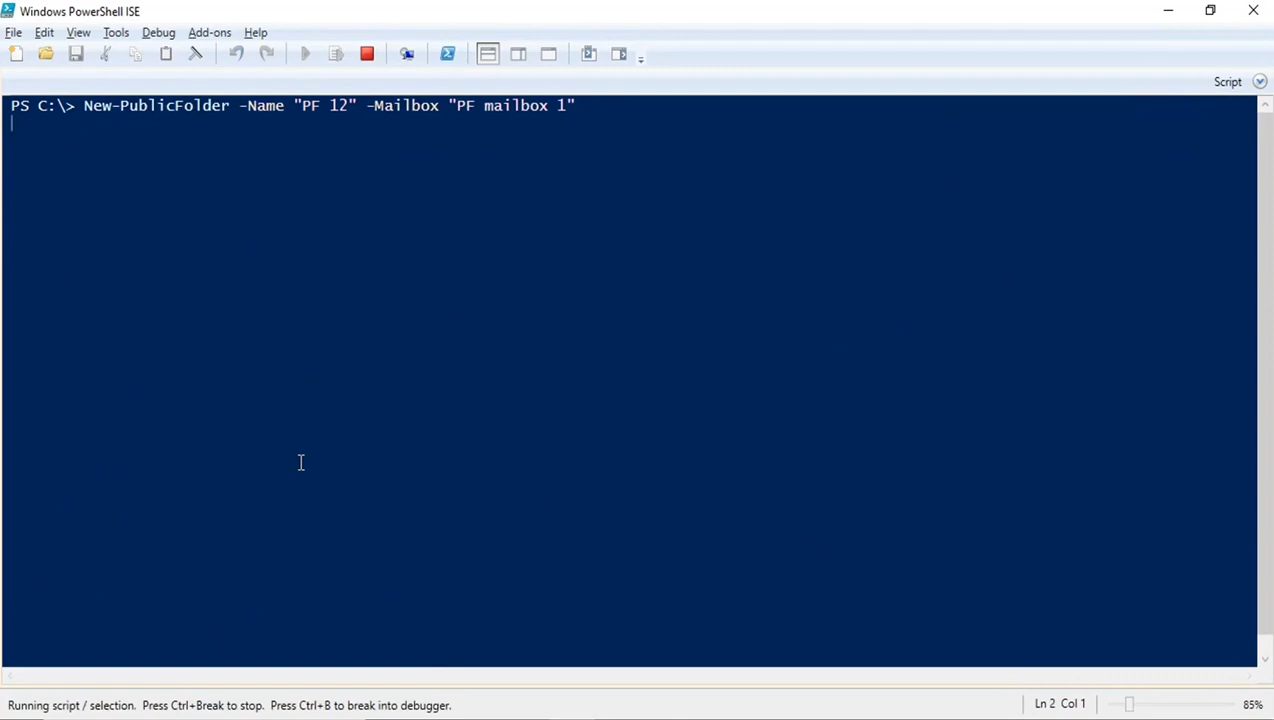 Windows PowerShell ISE
File Edit View Tools Debug Add-ons Help
Script
PS C:\> New-PublicFolder -Name "PF 12" -Mailbox "PF mailbox 1"
Running script / selection. Press Ctrl+Break to stop. Press Ctrl+B to break into debugger.
Ln 2 Col 1
85%